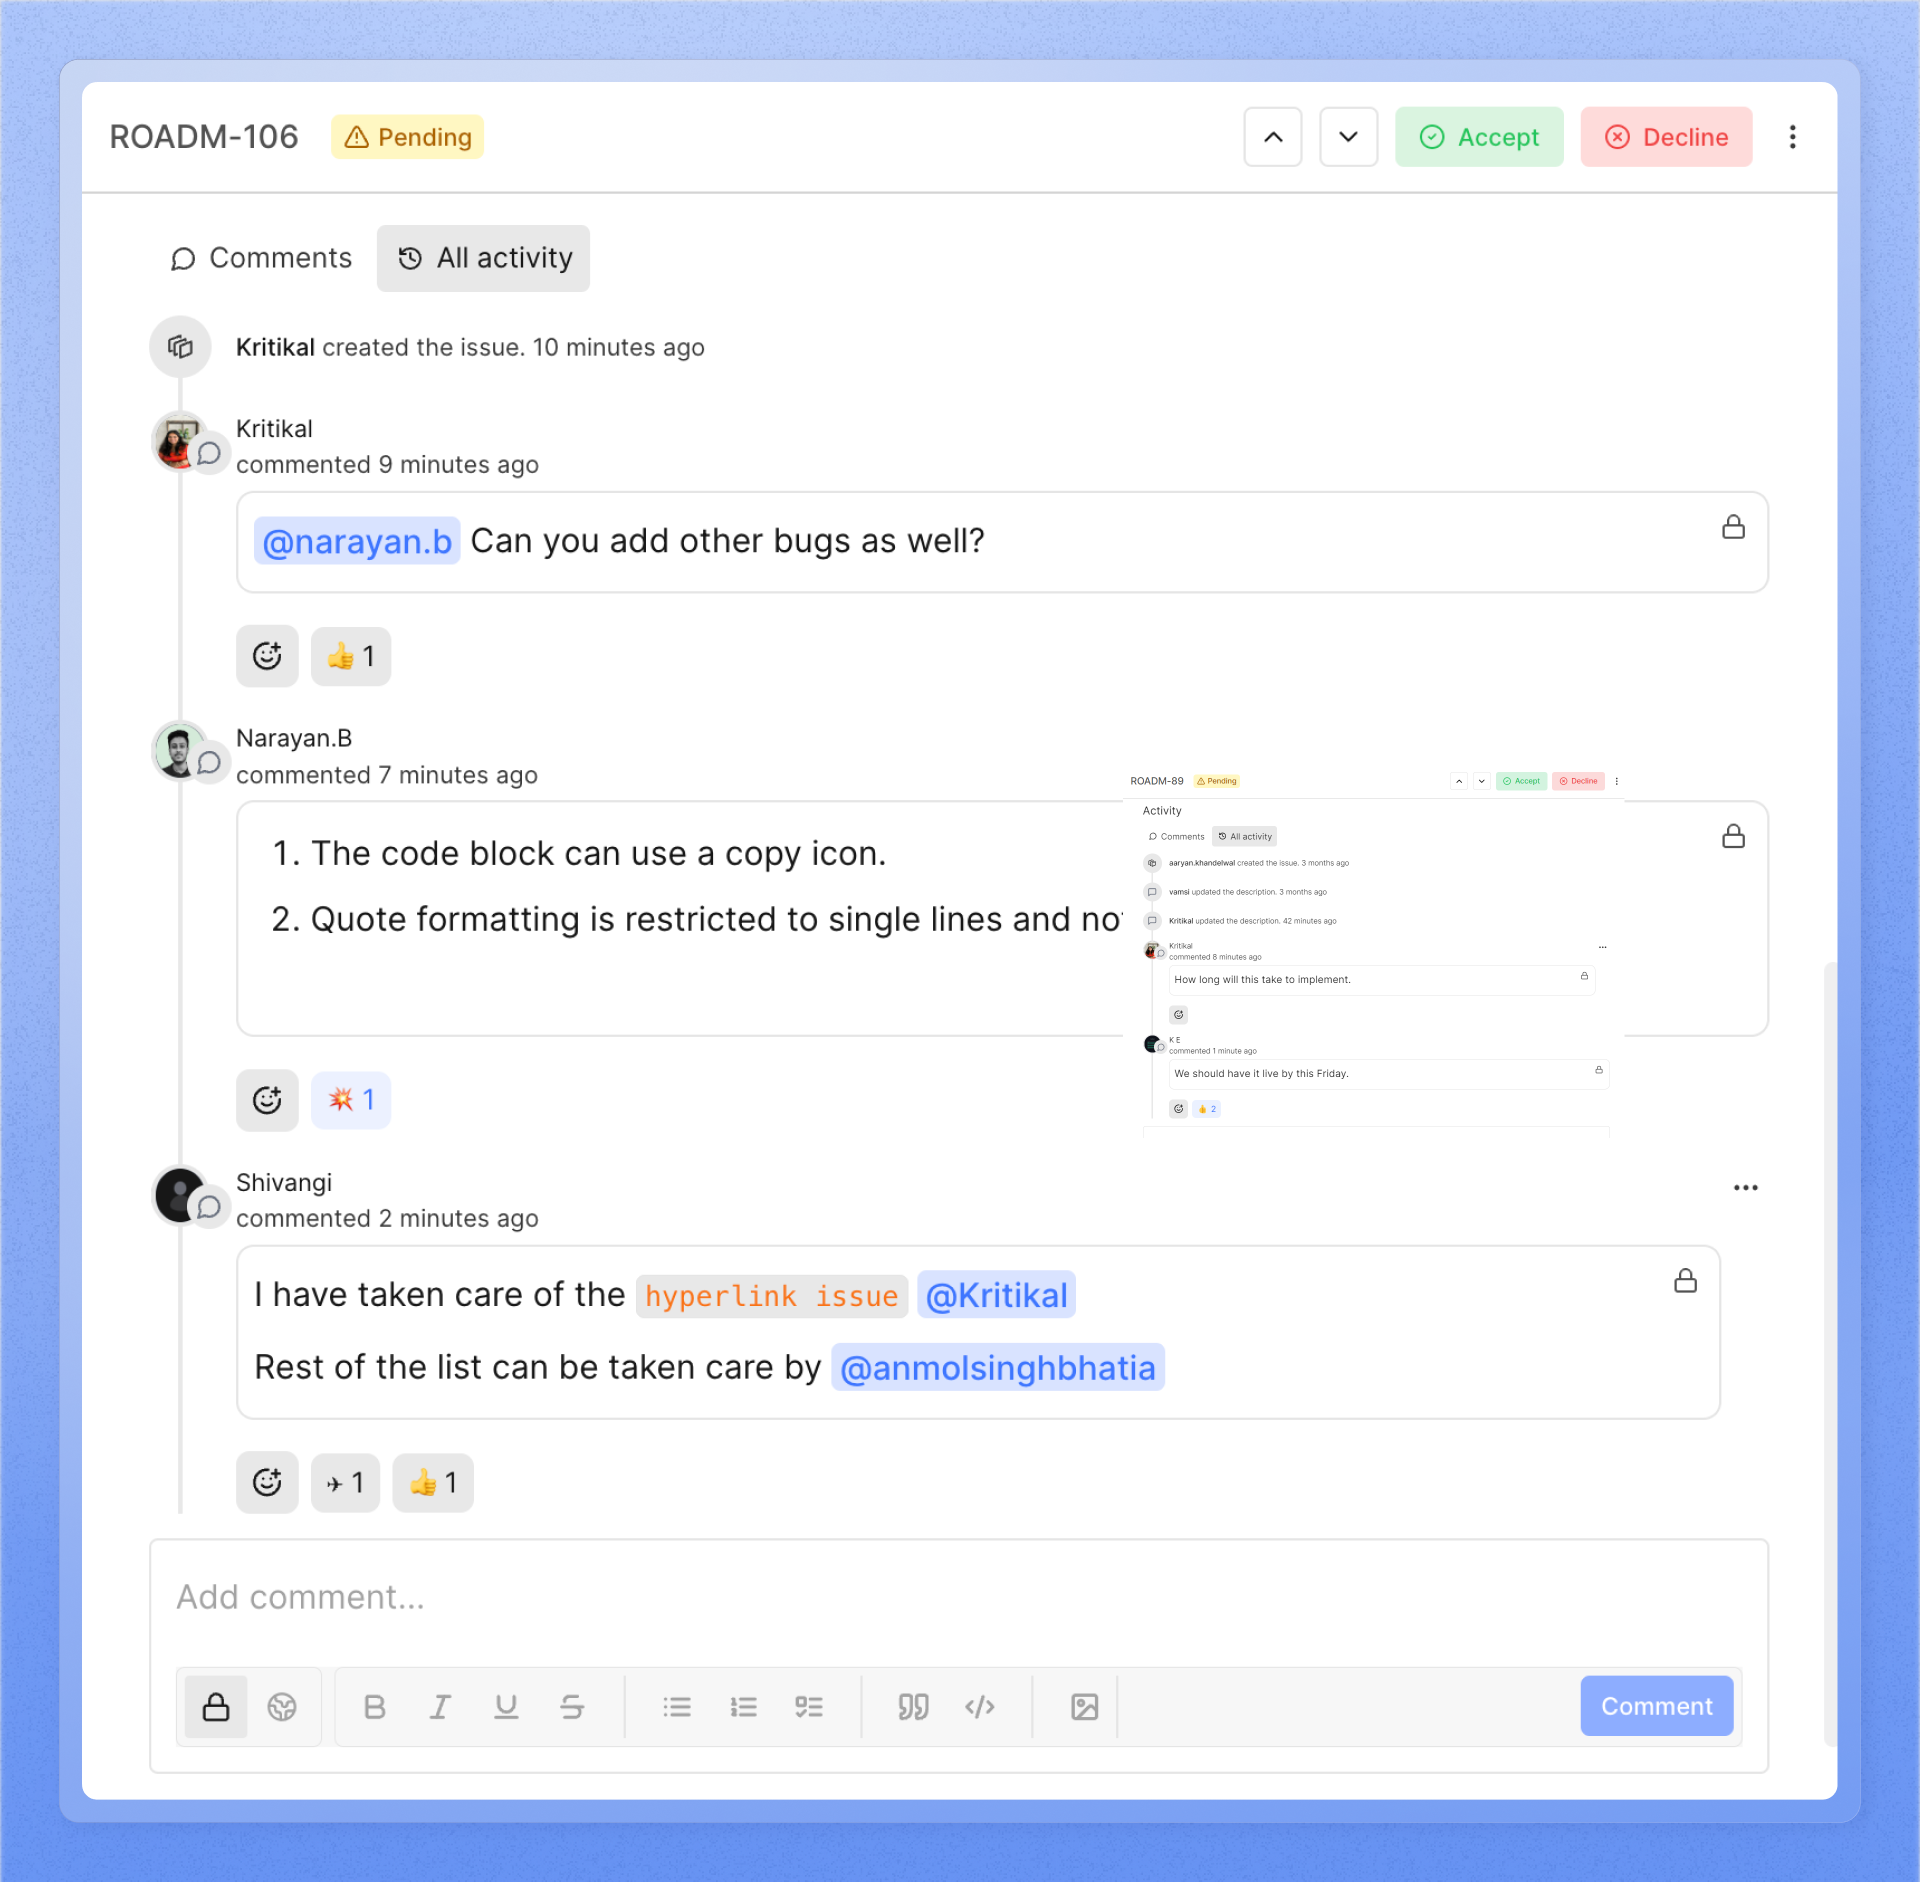 ROADM-106 Pending Accept Decline
Comments All activity
Kritikal created the issue. 10 minutes ago
Kritikal
commented 9 minutes ago
@narayan.b Can you add other bugs as well?
👍 1
Narayan.B
commented 7 minutes ago
1. The code block can use a copy icon.
2. Quote formatting is restricted to single lines and
💥 1
ROADM-89 Pending Accept Decline
Activity
Comments All activity
aaryan.khandelwal created the issue. 3 months ago
vamsi updated the description. 3 months ago
Kritikal updated the description. 42 minutes ago
Kritikal
commented 8 minutes ago
How long will this take to implement.
K E
commented 1 minute ago
We should have it live by this Friday.
👍 2
Shivangi
commented 2 minutes ago
I have taken care of the hyperlink issue @Kritikal
Rest of the list can be taken care by @anmolsinghbhatia
✈ 1 👍 1
Add comment...
B I U S Comment